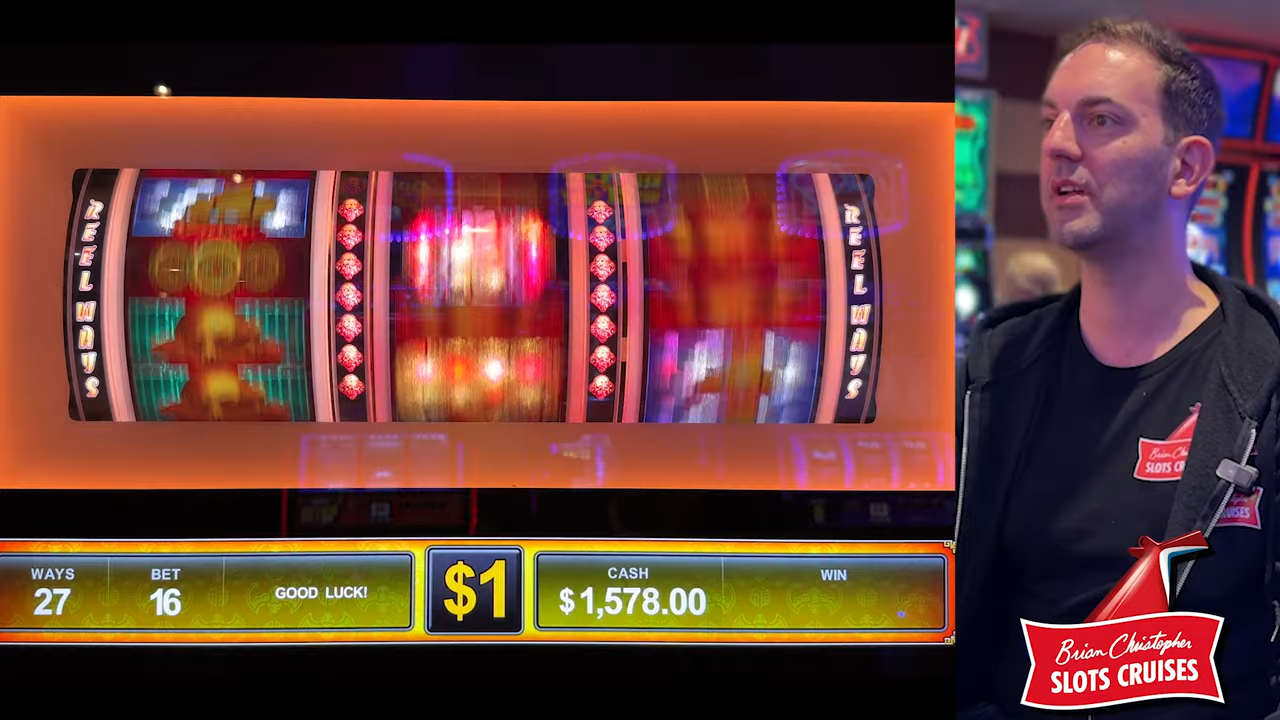 REEL WAYS
REEL WAYS
WAYS
27
BET
16
GOOD LUCK!
$1
CASH
$1,578.00
WIN
Brian Christopher
SLOTS CRUISES